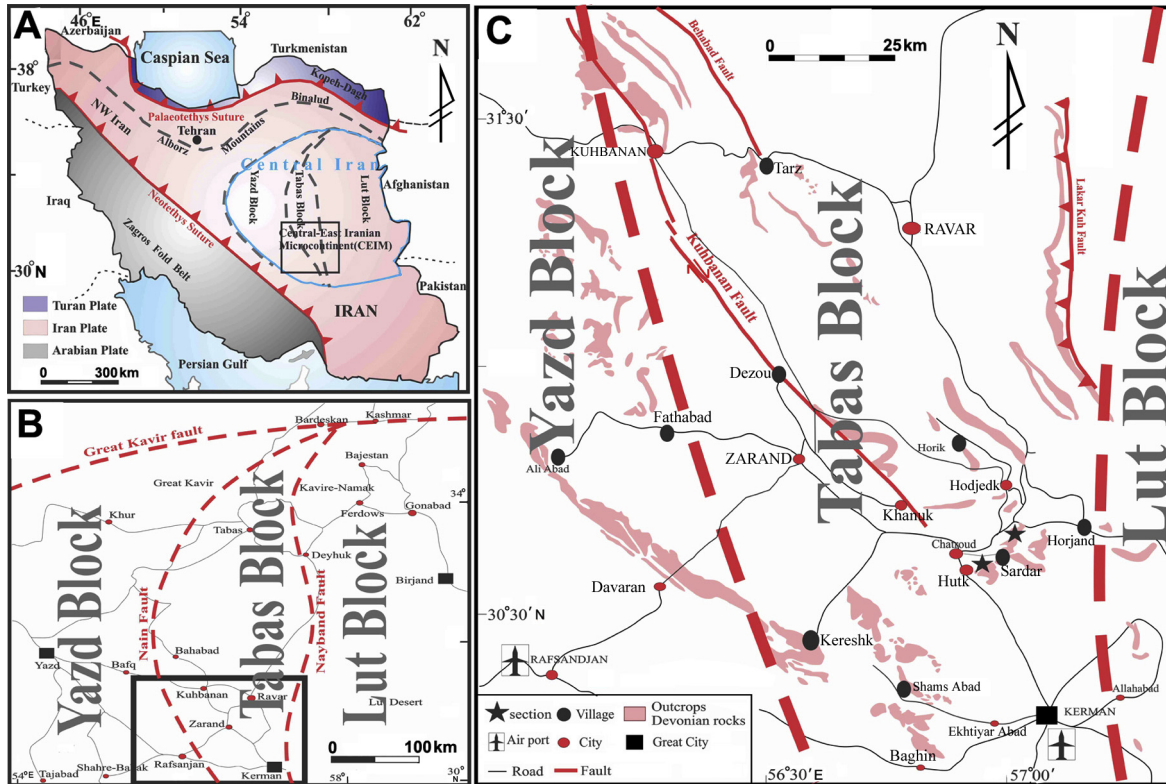 A
46°E
54
62
Azerbaijan
Caspian Sea
Turkmenistan
N
38°
Kopeh-Dagh
Turkey
NW Iran
Palaeotethys Suture
Binalud
Tehran
Alborz
Mountains
Central Iran
Afghanistan
Iraq
Yazd Block
Tabas Block
Lut Block
Neotethys Suture
Central-East Iranian
Microcontinent(CEIM)
Zagros Fold Belt
30°N
Pakistan
IRAN
Turan Plate
Iran Plate
Arabian Plate
Persian Gulf
0 300 km
B
Bardeskan
Kashmar
Great Kavir fault
Bajestan
Great Kavir
Kavire-Namak
34°
Gonabad
Khur
Ferdows
Tabas
Deyhuk
Birjand
Yazd Block
Tabas Block
Lut Block
Nain Fault
Nayband Fault
Bahabad
Yazd
Bafq
Kuhbanan
Ravar
Lut Desert
Zarand
0 100 km
Rafsanjan
Kerman
Tajabad
54°E
58°
30°
N
C
Behabad Fault
0 25 km
N
31°30′
KUHBANAN
Tarz
Lakar Kuh Fault
RAVAR
Kuhbanan Fault
Yazd Block
Tabas Block
Lut Block
Dezou
Fathabad
Ali Abad
ZARAND
Horik
Hodjedk
Khanuk
Horjand
Sardar
Hutk
Davaran
30°30′ N
Kereshk
RAFSANDJAN
Shams Abad
Allahabad
KERMAN
Ekhtiyar Abad
Baghin
section
Village
Outcrops
Devonian rocks
Air port
City
Great City
Road
Fault
56°30′E
57°00′